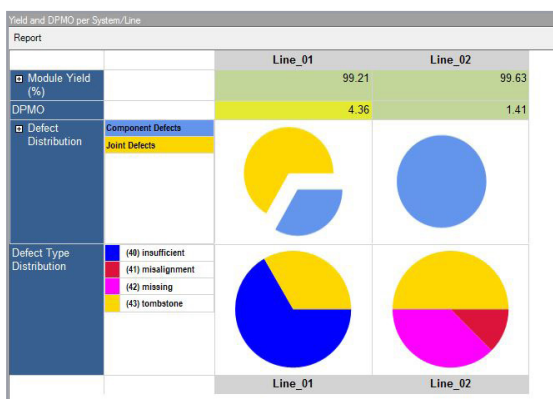 Yield and DPMO per System/Line
Report
Line_01 Line_02
Module Yield (%) 99.21 99.63
DPMO 4.36 1.41
Defect Distribution
Component Defects
Joint Defects
Defect Type Distribution
(40) insufficient
(41) misalignment
(42) missing
(43) tombstone
Line_01 Line_02